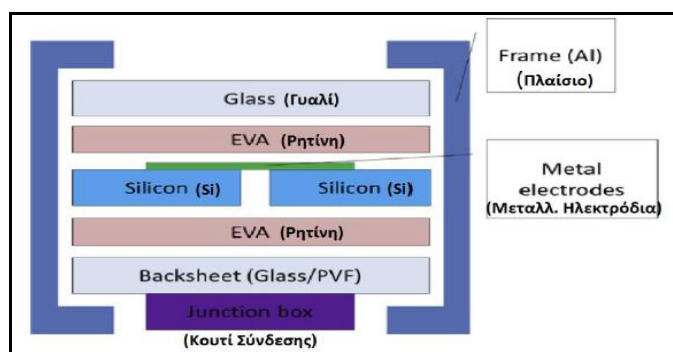 Glass (Γυαλί)
EVA (Ρητίνη)
Silicon (Si)
Silicon (Si)
EVA (Ρητίνη)
Backsheet (Glass/PVF)
Junction box
(Κουτί Σύνδεσης)
Frame (Al)
(Πλαίσιο)
Metal
electrodes
(Μεταλλ. Ηλεκτρόδια)